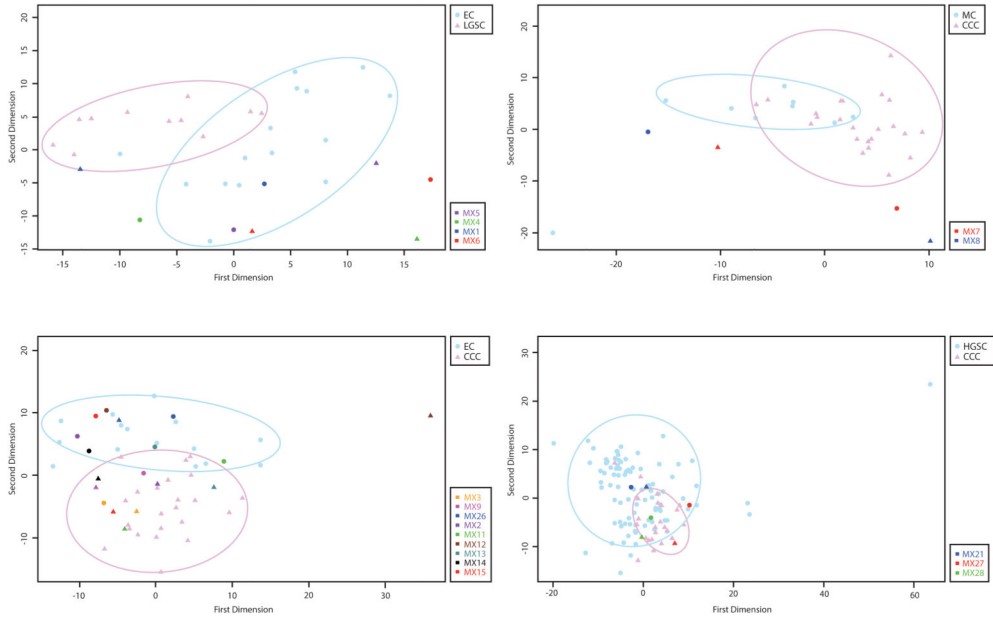 EC
LGSC
20
15
10
5
0
-5
-10
-15
Second Dimension
-15
-10
-5
0
5
10
15
First Dimension
MX5
MX4
MX1
MX6
MC
CCC
20
10
0
-10
-20
Second Dimension
-20
-10
0
10
First Dimension
MX7
MX8
EC
CCC
20
10
0
-10
Second Dimension
-10
0
10
20
30
First Dimension
MX3
MX9
MX26
MX2
MX11
MX12
MX13
MX14
MX15
HGSC
CCC
30
20
10
0
-10
Second Dimension
-20
0
20
40
60
First Dimension
MX21
MX27
MX28